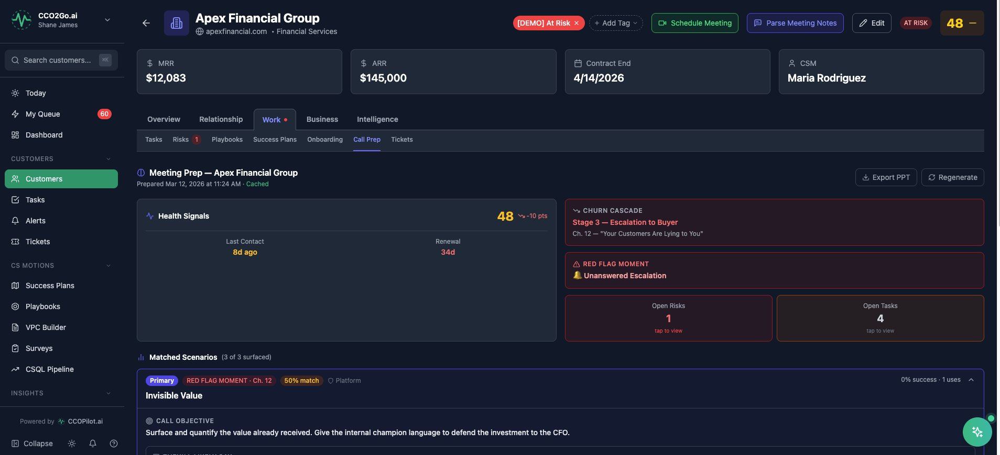 CCO2Go.ai
Shane James
Search customers...
⌘K
Today
My Queue
60
Dashboard
CUSTOMERS
Customers
Tasks
Alerts
Tickets
CS MOTIONS
Success Plans
Playbooks
VPC Builder
Surveys
CSQL Pipeline
INSIGHTS
Powered by CCOPilot.ai
Collapse
Apex Financial Group
apexfinancial.com • Financial Services
[DEMO] At Risk ×
+ Add Tag
Schedule Meeting
Parse Meeting Notes
Edit
AT RISK
48 –
MRR
$12,083
ARR
$145,000
Contract End
4/14/2026
CSM
Maria Rodriguez
Overview Relationship Work • Business Intelligence
Tasks Risks 1 Playbooks Success Plans Onboarding Call Prep Tickets
Meeting Prep — Apex Financial Group
Prepared Mar 12, 2026 at 11:24 AM · Cached
Export PPT
Regenerate
Health Signals
48 -10 pts
Last Contact
8d ago
Renewal
34d
CHURN CASCADE
Stage 3 — Escalation to Buyer
Ch. 12 — "Your Customers Are Lying to You"
RED FLAG MOMENT
Unanswered Escalation
Open Risks
1
tap to view
Open Tasks
4
tap to view
Matched Scenarios (3 of 3 surfaced)
Primary RED FLAG MOMENT · Ch. 12 50% match Platform
0% success · 1 uses
Invisible Value
CALL OBJECTIVE
Surface and quantify the value already received. Give the internal champion language to defend the investment to the CFO.